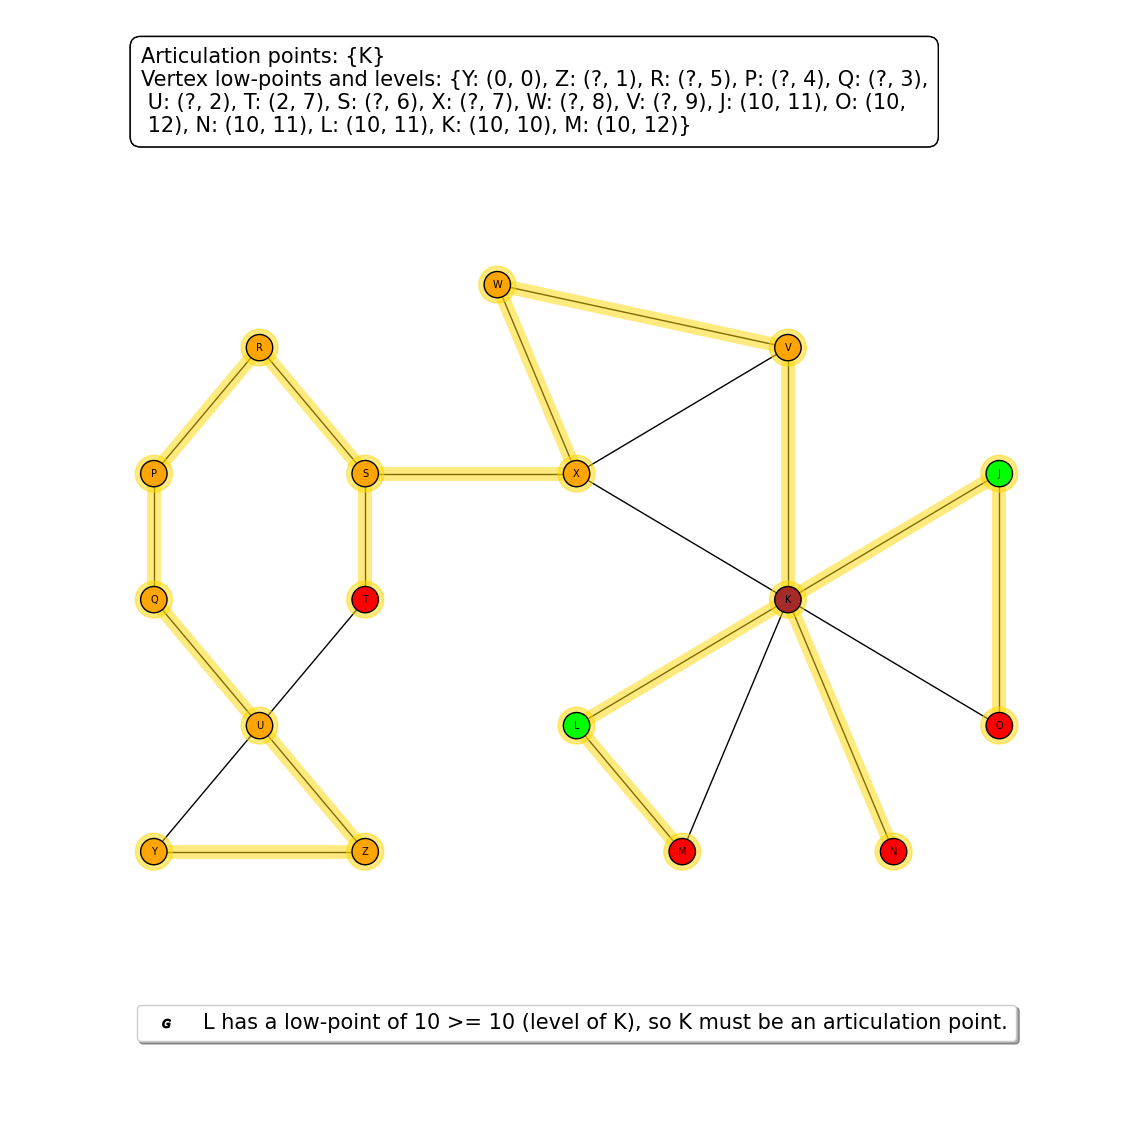 Articulation points: {K}
Vertex low-points and levels: {Y: (0, 0), Z: (?, 1), R: (?, 5), P: (?, 4), Q: (?, 3),
U: (?, 2), T: (2, 7), S: (?, 6), X: (?, 7), W: (?, 8), V: (?, 9), J: (10, 11), O: (10,
12), N: (10, 11), L: (10, 11), K: (10, 10), M: (10, 12)}
W
R
V
P
S
X
J
Q
T
K
U
L
O
Y
Z
M
N
G L has a low-point of 10 >= 10 (level of K), so K must be an articulation point.